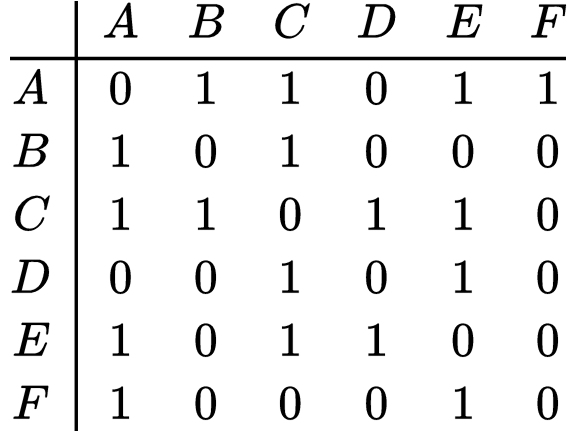 A B C D E F
A 0 1 1 0 1 1
B 1 0 1 0 0 0
C 1 1 0 1 1 0
D 0 0 1 0 1 0
E 1 0 1 1 0 0
F 1 0 0 0 1 0